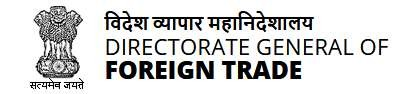 विदेश व्यापार महानिदेशालय
DIRECTORATE GENERAL OF
FOREIGN TRADE
सत्यमेव जयते